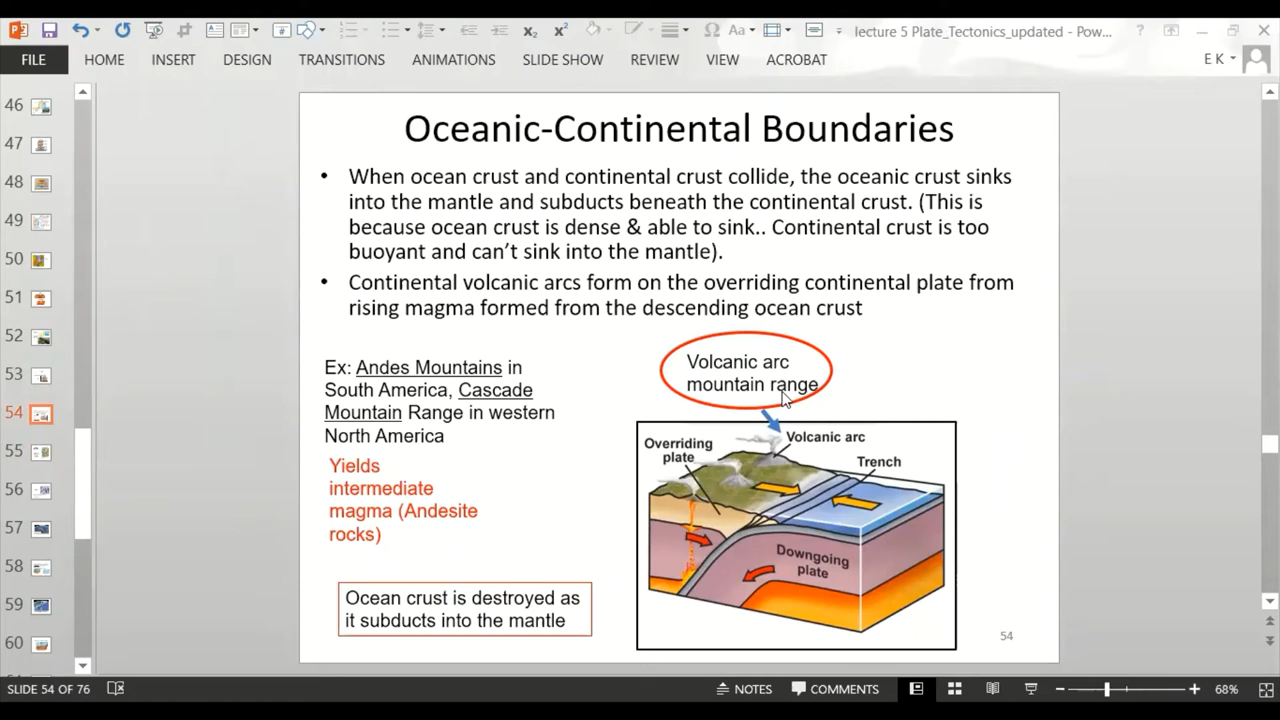 lecture 5 Plate_Tectonics_updated - Pow...
FILE
HOME
INSERT
DESIGN
TRANSITIONS
ANIMATIONS
SLIDE SHOW
REVIEW
VIEW
ACROBAT
E K
46
47
48
49
50
51
52
53
54
55
56
57
58
59
60
Oceanic-Continental Boundaries
• When ocean crust and continental crust collide, the oceanic crust sinks
into the mantle and subducts beneath the continental crust. (This is
because ocean crust is dense & able to sink.. Continental crust is too
buoyant and can't sink into the mantle).
• Continental volcanic arcs form on the overriding continental plate from
rising magma formed from the descending ocean crust
Ex: Andes Mountains in
South America, Cascade
Mountain Range in western
North America
Yields
intermediate
magma (Andesite
rocks)
Ocean crust is destroyed as
it subducts into the mantle
Volcanic arc
mountain range
Overriding
plate
Volcanic arc
Trench
Downgoing
plate
54
SLIDE 54 OF 76
NOTES
COMMENTS
68%